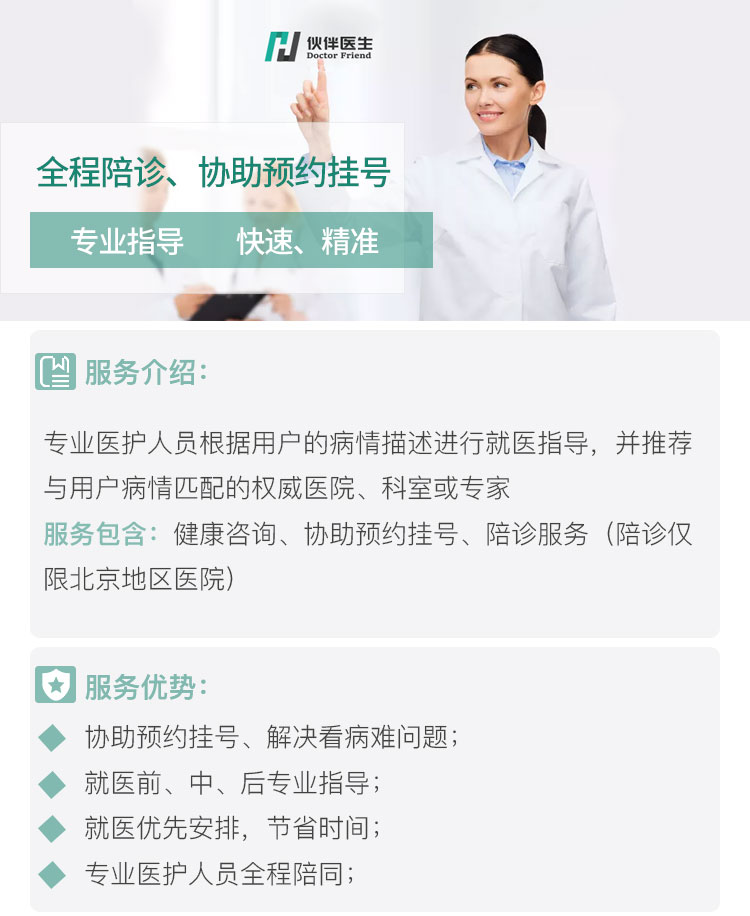 伙伴医生
Doctor Friend
全程陪诊、协助预约挂号
专业指导 快速、精准
服务介绍：
专业医护人员根据用户的病情描述进行就医指导，并推荐
与用户病情匹配的权威医院、科室或专家
服务包含：健康咨询、协助预约挂号、陪诊服务（陪诊仅
限北京地区医院）
服务优势：
协助预约挂号、解决看病难问题；
就医前、中、后专业指导；
就医优先安排，节省时间；
专业医护人员全程陪同；